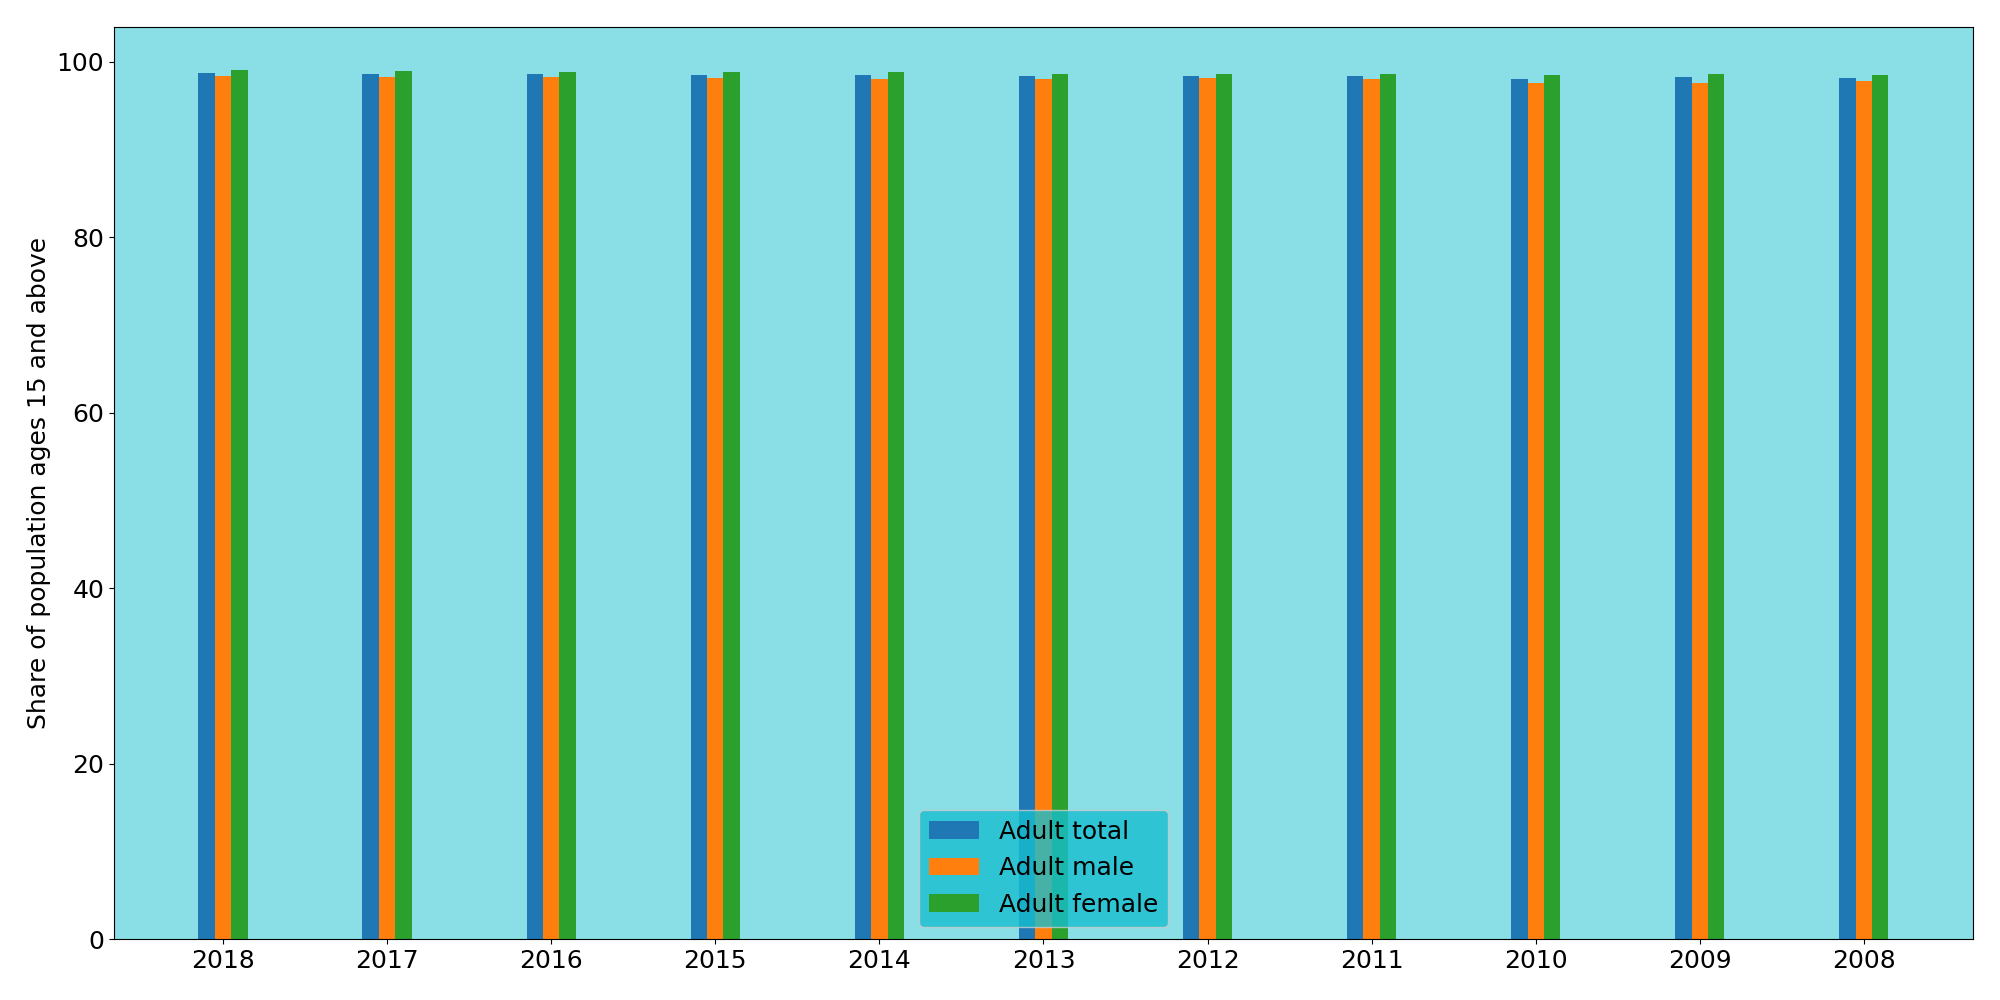 Share of population ages 15 and above
100
80
60
40
20
0
Adult total
Adult male
Adult female
2018 2017 2016 2015 2014 2013 2012 2011 2010 2009 2008